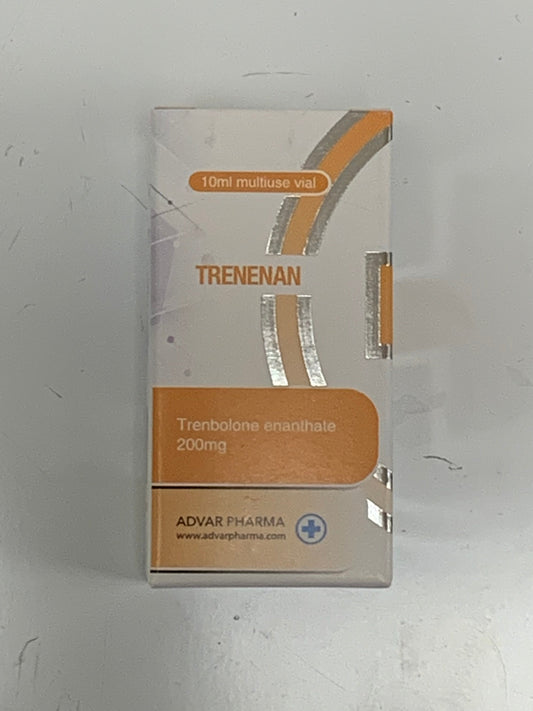 10ml multiuse vial
TRENENAN
Trenbolone enanthate
200mg
ADVAR PHARMA
www.advarpharma.com